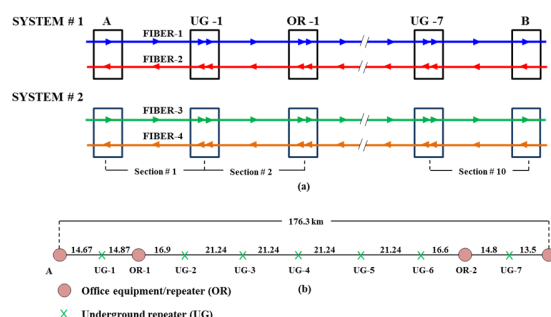 SYSTEM # 1
A UG -1 OR -1 UG -7 B
FIBER-1
FIBER-2
SYSTEM # 2
FIBER-3
FIBER-4
Section # 1 Section # 2 Section # 10
(a)
176.3 km
14.67 14.87 16.9 21.24 21.24 21.24 21.24 16.6 14.8 13.5
A UG-1 OR-1 UG-2 UG-3 UG-4 UG-5 UG-6 OR-2 UG-7
Office equipment/repeater (OR) (b)
Underground repeater (UG)